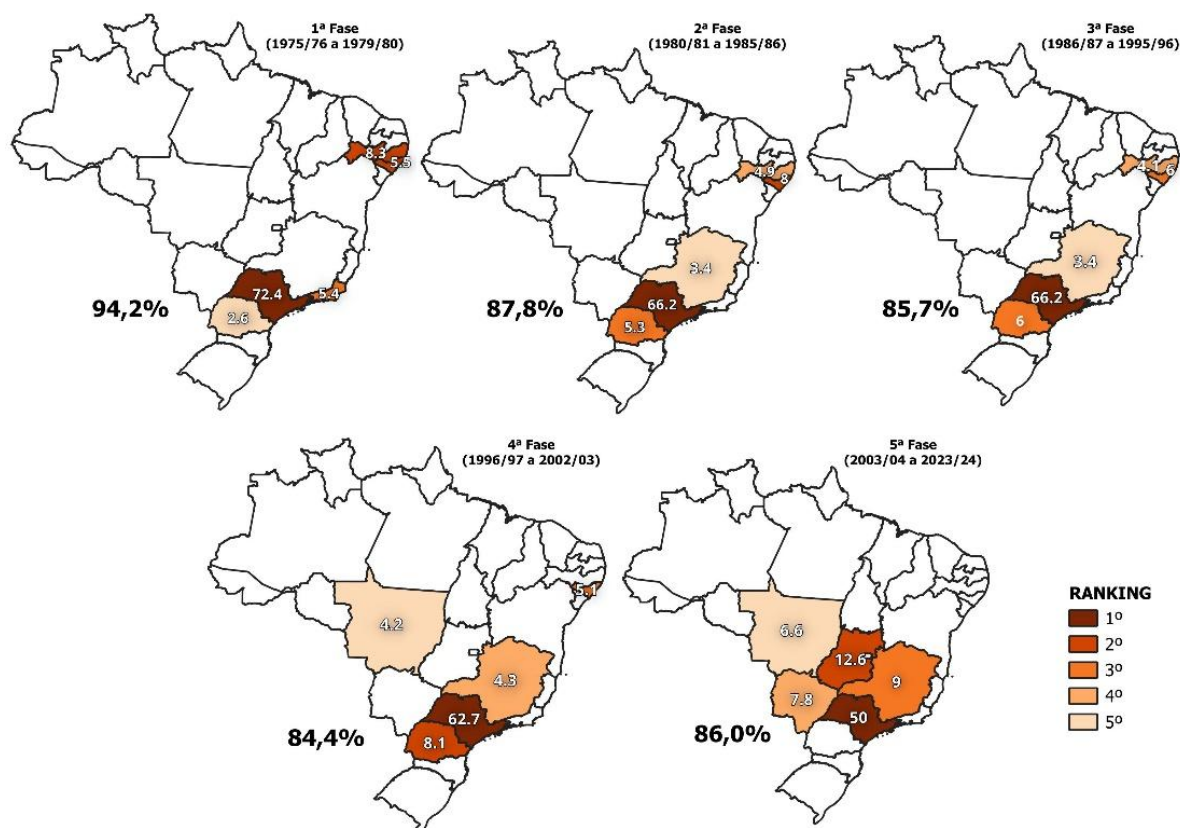 1ª Fase
(1975/76 a 1979/80)
8.3
5.5
72.4
5.4
2.6
94,2%
2ª Fase
(1980/81 a 1985/86)
4.9
8
3.4
66.2
5.3
87,8%
3ª Fase
(1986/87 a 1995/96)
4.1
6
3.4
66.2
6
85,7%
4ª Fase
(1996/97 a 2002/03)
5.1
4.2
4.3
62.7
8.1
84,4%
5ª Fase
(2003/04 a 2023/24)
6.6
12.6
9
7.8
50
86,0%
RANKING
1º
2º
3º
4º
5º